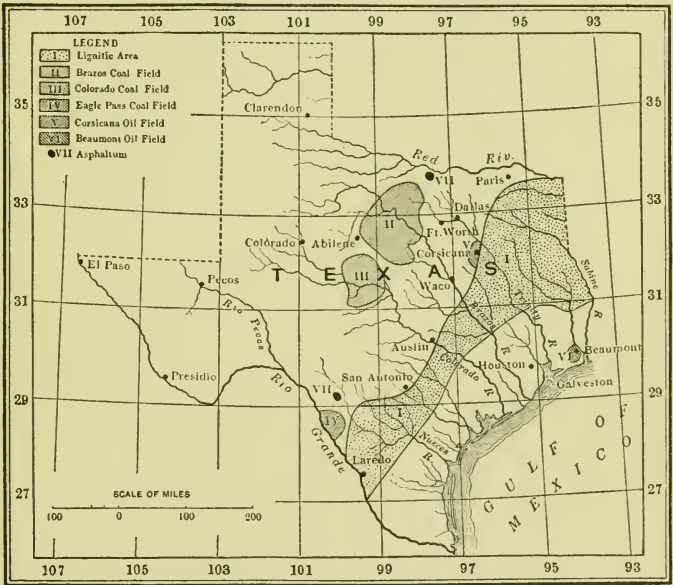 107 105 103 101 99 97 95 93
LEGEND
I Lignitic Area
II Brazos Coal Field
III Colorado Coal Field
IV Eagle Pass Coal Field
V Corsicana Oil Field
VI Beaumont Oil Field
VII Asphaltum
35 35
Clarendon
Red Riv.
VII
Paris
33 33
II
Dallas
Ft. Worth
Colorado
Abilene
V
Corsicana
I
El Paso
TEXAS
III
Waco
Pecos
Sabine R
31 31
Rio Pecos
Brazos R
Trinity R
Austin
Colorado R
Houston
VI
Beaumont
Presidio
Rio Grande
San Antonio
Galveston
29 29
VII
I
IV
Nueces R
Laredo
GULF OF
MEXICO
27 27
SCALE OF MILES
100 0 100 200
107 105 103 101 99 97 95 93